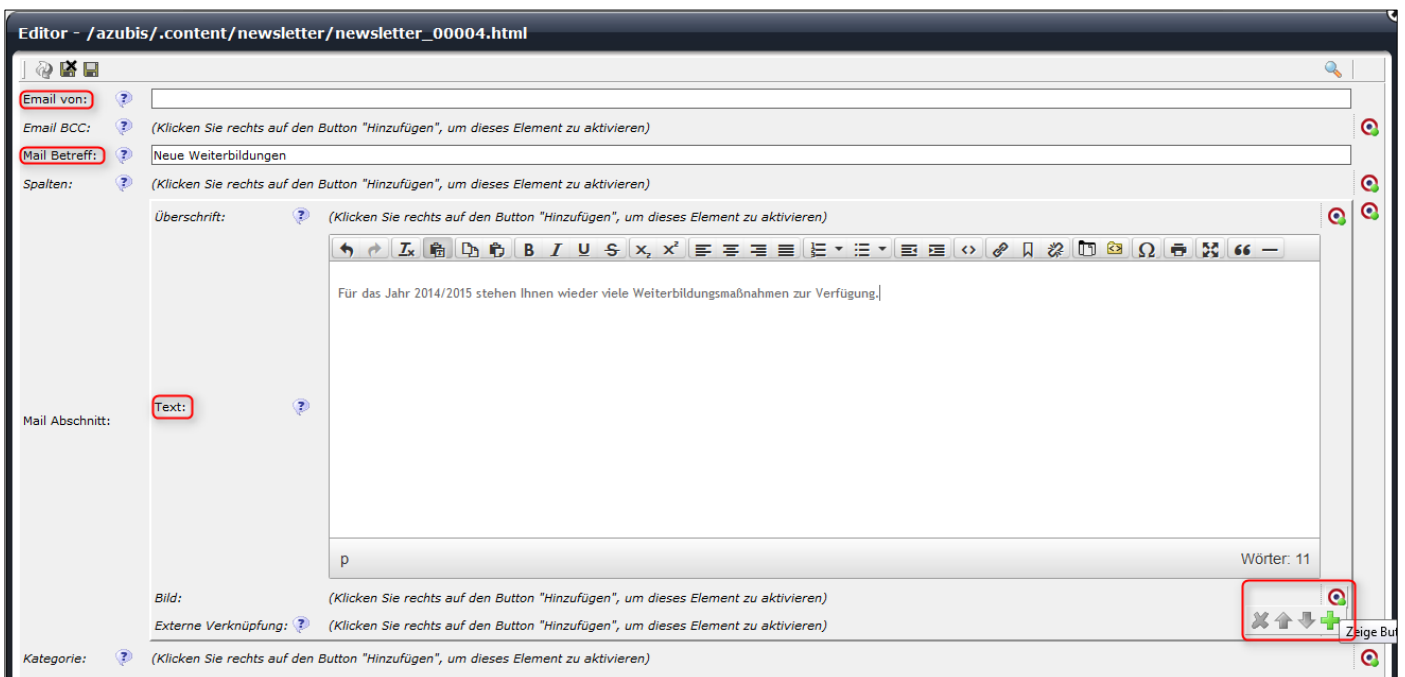 Editor - /azubis/.content/newsletter/newsletter_00004.html
Email von:
Email BCC: (Klicken Sie rechts auf den Button "Hinzufügen", um dieses Element zu aktivieren)
Mail Betreff: Neue Weiterbildungen
Spalten: (Klicken Sie rechts auf den Button "Hinzufügen", um dieses Element zu aktivieren)
Überschrift: (Klicken Sie rechts auf den Button "Hinzufügen", um dieses Element zu aktivieren)
Für das Jahr 2014/2015 stehen Ihnen wieder viele Weiterbildungsmaßnahmen zur Verfügung.
Text:
Mail Abschnitt:
p Wörter: 11
Bild: (Klicken Sie rechts auf den Button "Hinzufügen", um dieses Element zu aktivieren)
Externe Verknüpfung: (Klicken Sie rechts auf den Button "Hinzufügen", um dieses Element zu aktivieren)
Zeige But
Kategorie: (Klicken Sie rechts auf den Button "Hinzufügen", um dieses Element zu aktivieren)